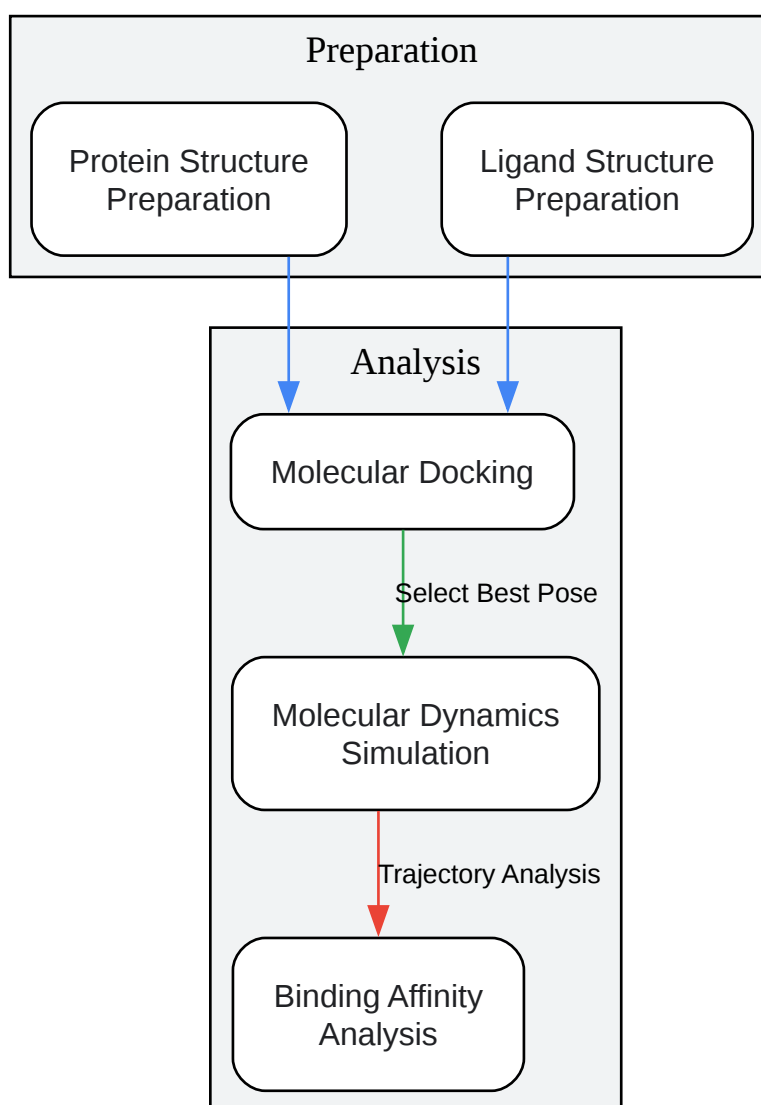 Preparation
Protein Structure
Preparation
Ligand Structure
Preparation
Analysis
Molecular Docking
Select Best Pose
Molecular Dynamics
Simulation
Trajectory Analysis
Binding Affinity
Analysis